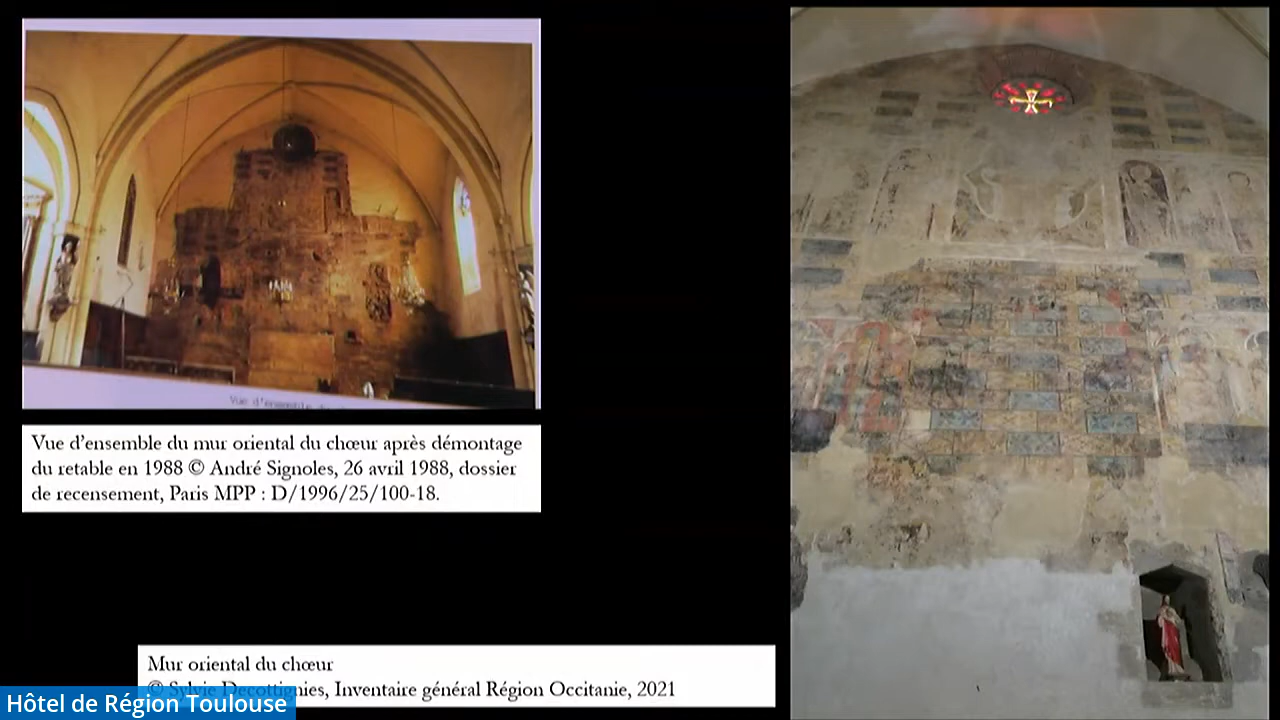 Vue d'ensemble
Vue d'ensemble du mur oriental du chœur après démontage
du retable en 1988 © André Signoles, 26 avril 1988, dossier
de recensement, Paris MPP : D/1996/25/100-18.
Mur oriental du chœur
© Sylvie Decottignies, Inventaire général Région Occitanie, 2021
Hôtel de Région Toulouse